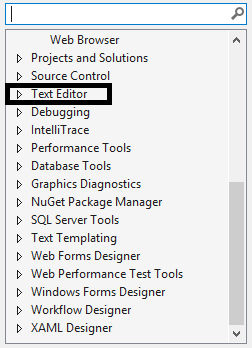 Web Browser
Projects and Solutions
Source Control
Text Editor
Debugging
IntelliTrace
Performance Tools
Database Tools
Graphics Diagnostics
NuGet Package Manager
SQL Server Tools
Text Templating
Web Forms Designer
Web Performance Test Tools
Windows Forms Designer
Workflow Designer
XAML Designer